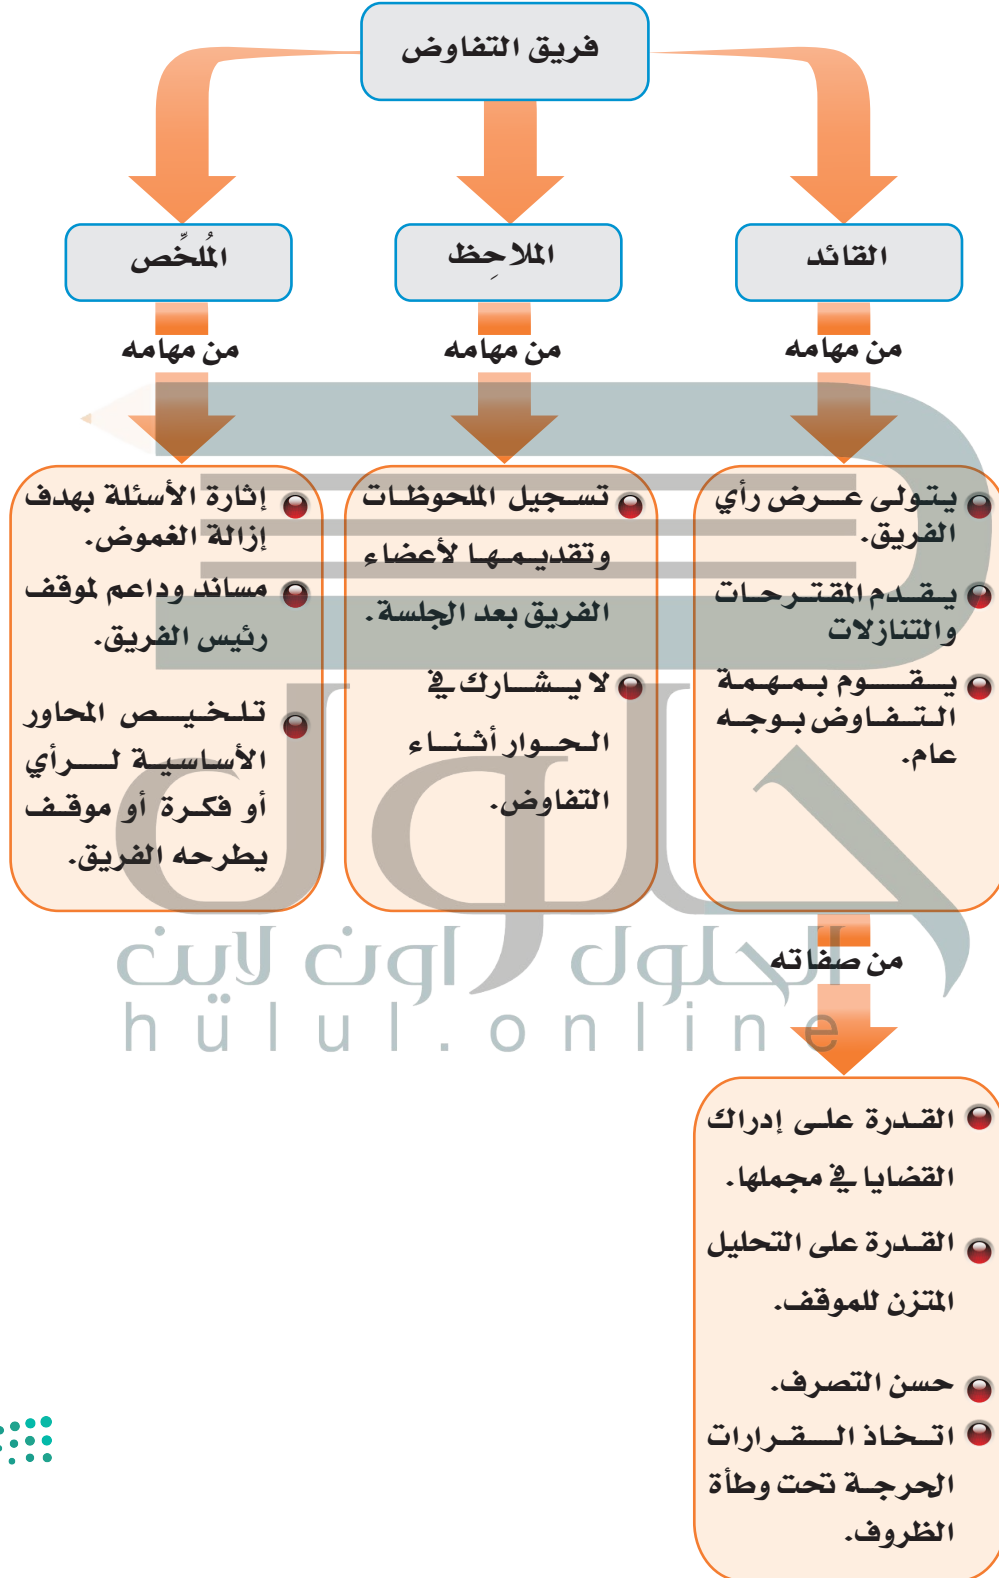 فريق التفاوض
القائد
الملاحِظ
المُلخِّص
من مهامه
من مهامه
من مهامه
يتولى عرض رأي
الفريق.
يقدم المقترحات
والتنازلات
يقوم بمهمة
التفاوض بوجه
عام.
تسجيل الملحوظات
وتقديمها لأعضاء
الفريق بعد الجلسة.
لا يشارك في
الحوار أثناء
التفاوض.
إثارة الأسئلة بهدف
إزالة الغموض.
مساند وداعم لموقف
رئيس الفريق.
تلخيص المحاور
الأساسية لرأي
أو فكرة أو موقف
يطرحه الفريق.
حلول
الحلول اون لاين
hülul.online
من صفاته
القدرة على إدراك
القضايا في مجملها.
القدرة على التحليل
المتزن للموقف.
حسن التصرف.
اتخاذ القرارات
الحرجة تحت وطأة
الظروف.